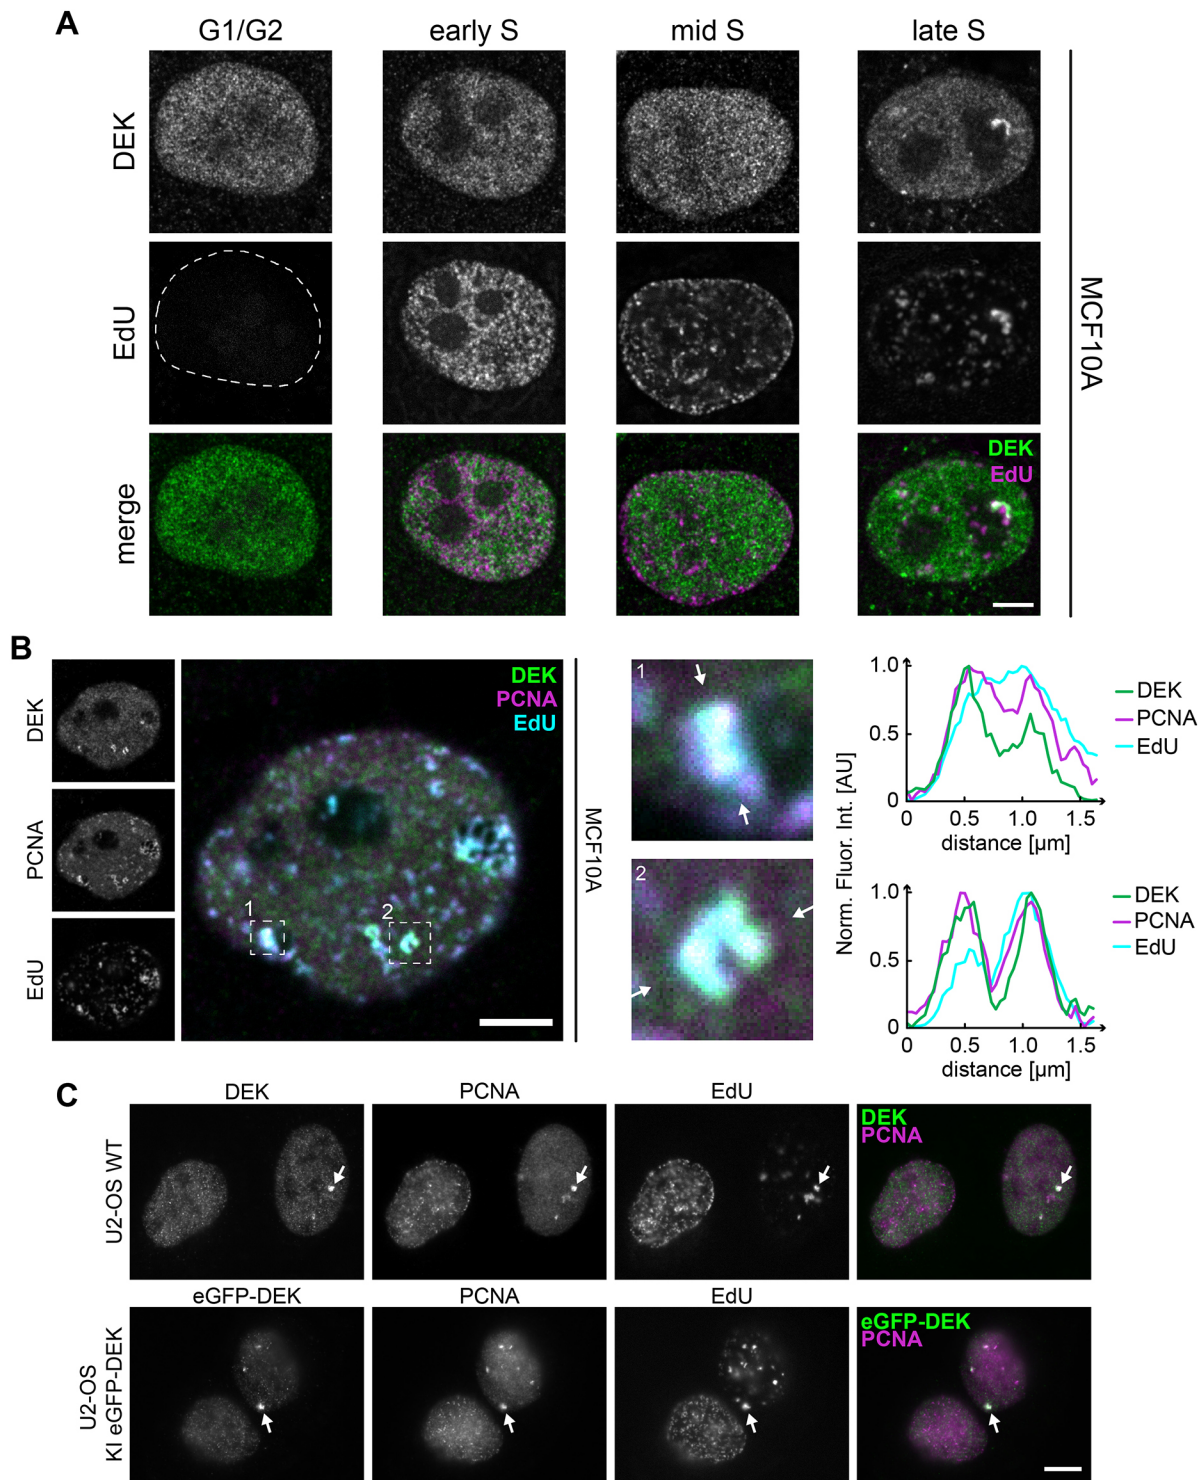 A
G1/G2
early S
mid S
late S
DEK
EdU
merge
DEK
EdU
MCF10A
B
DEK
PCNA
EdU
DEK
PCNA
EdU
1
2
MCF10A
1
2
Norm. Fluor. Int. [AU]
1.0
0.5
0
0
0.5
1.0
1.5
distance [µm]
DEK
PCNA
EdU
1.0
0.5
0
0
0.5
1.0
1.5
distance [µm]
DEK
PCNA
EdU
C
DEK
PCNA
EdU
U2-OS WT
DEK
PCNA
eGFP-DEK
PCNA
EdU
U2-OS
KI eGFP-DEK
eGFP-DEK
PCNA